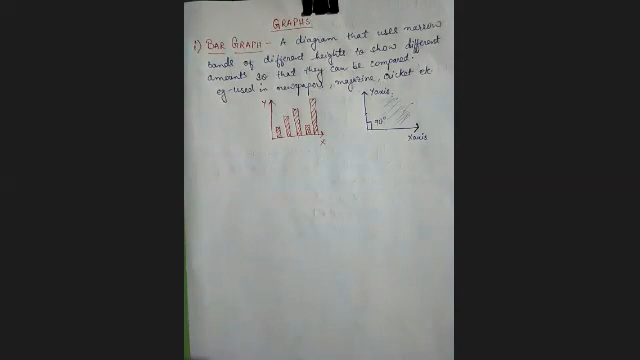 GRAPHS
i) BAR GRAPH - A diagram that uses narrow
bands of different heights to show different
amounts so that they can be compared.
eg used in newspaper, magazine, cricket etc
Y
X
Y axis
90°
X axis